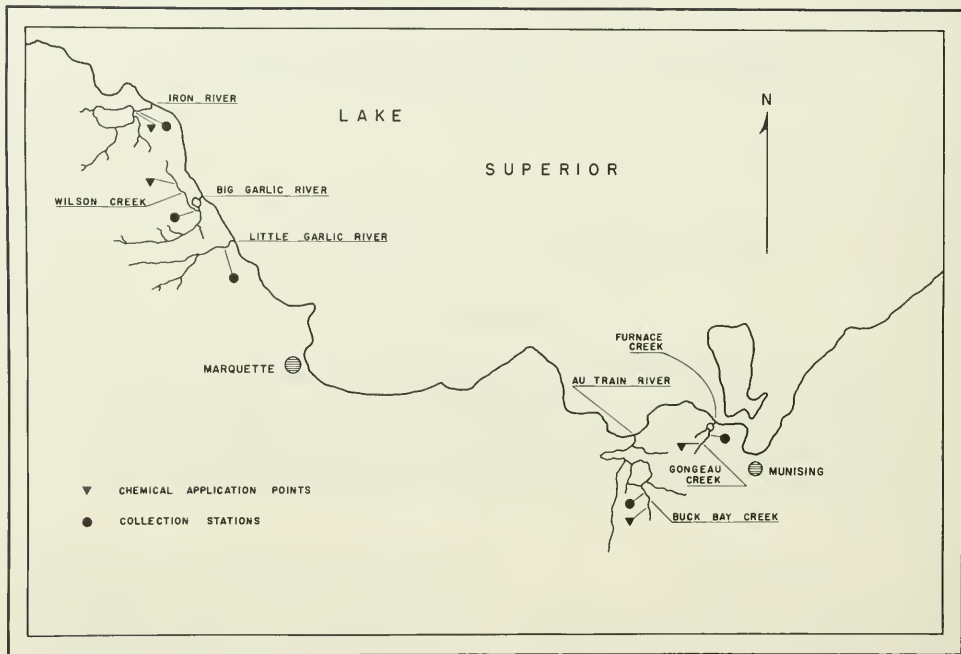 IRON RIVER
LAKE
N
SUPERIOR
BIG GARLIC RIVER
WILSON CREEK
LITTLE GARLIC RIVER
FURNACE
CREEK
MARQUETTE
AU TRAIN RIVER
GONGEAU
CREEK
MUNISING
CHEMICAL APPLICATION POINTS
COLLECTION STATIONS
BUCK BAY CREEK